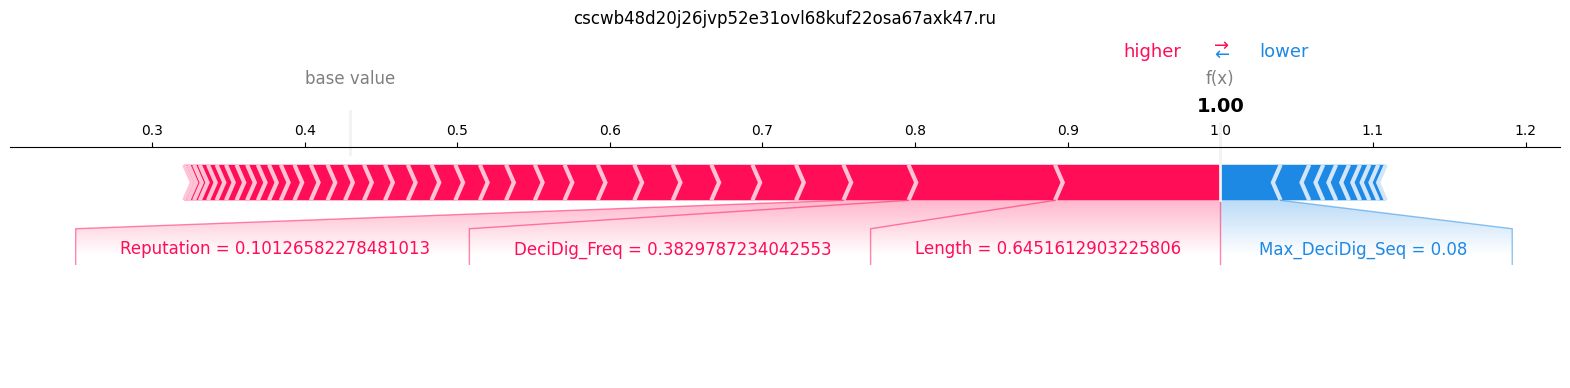 cscwb48d20j26jvp52e31ovl68kuf22osa67axk47.ru
higher → ← lower
base value f(x)
1.00
0.3 0.4 0.5 0.6 0.7 0.8 0.9 1.0 1.1 1.2
Reputation = 0.10126582278481013 DeciDig_Freq = 0.3829787234042553 Length = 0.6451612903225806 Max_DeciDig_Seq = 0.08